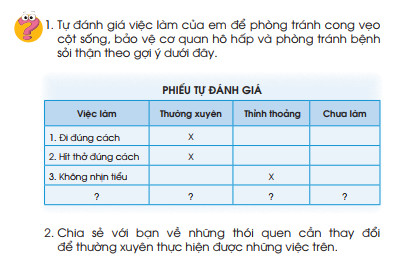 1. Tự đánh giá việc làm của em để phòng tránh cong vẹo
cột sống, bảo vệ cơ quan hô hấp và phòng tránh bệnh
sỏi thận theo gợi ý dưới đây.
PHIẾU TỰ ĐÁNH GIÁ
Việc làm Thường xuyên Thỉnh thoảng Chưa làm
1. Đi đúng cách X
2. Hít thở đúng cách X
3. Không nhịn tiểu X
? ? ? ?
2. Chia sẻ với bạn về những thói quen cần thay đổi
để thường xuyên thực hiện được những việc trên.